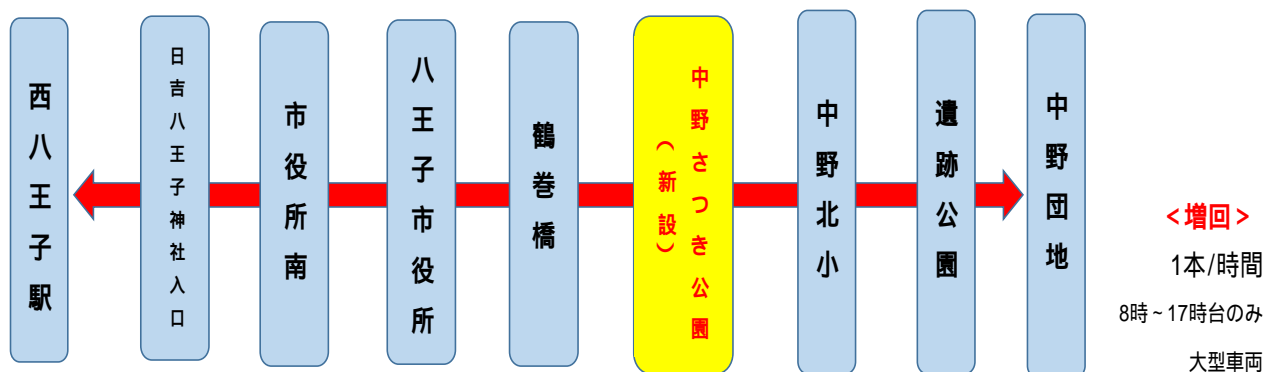 西八王子駅
日吉八王子神社入口
市役所南
八王子市役所
鶴巻橋
中野さつき公園
（新設）
中野北小
遺跡公園
中野団地
＜増回＞
1本/時間
8時～17時台のみ
大型車両